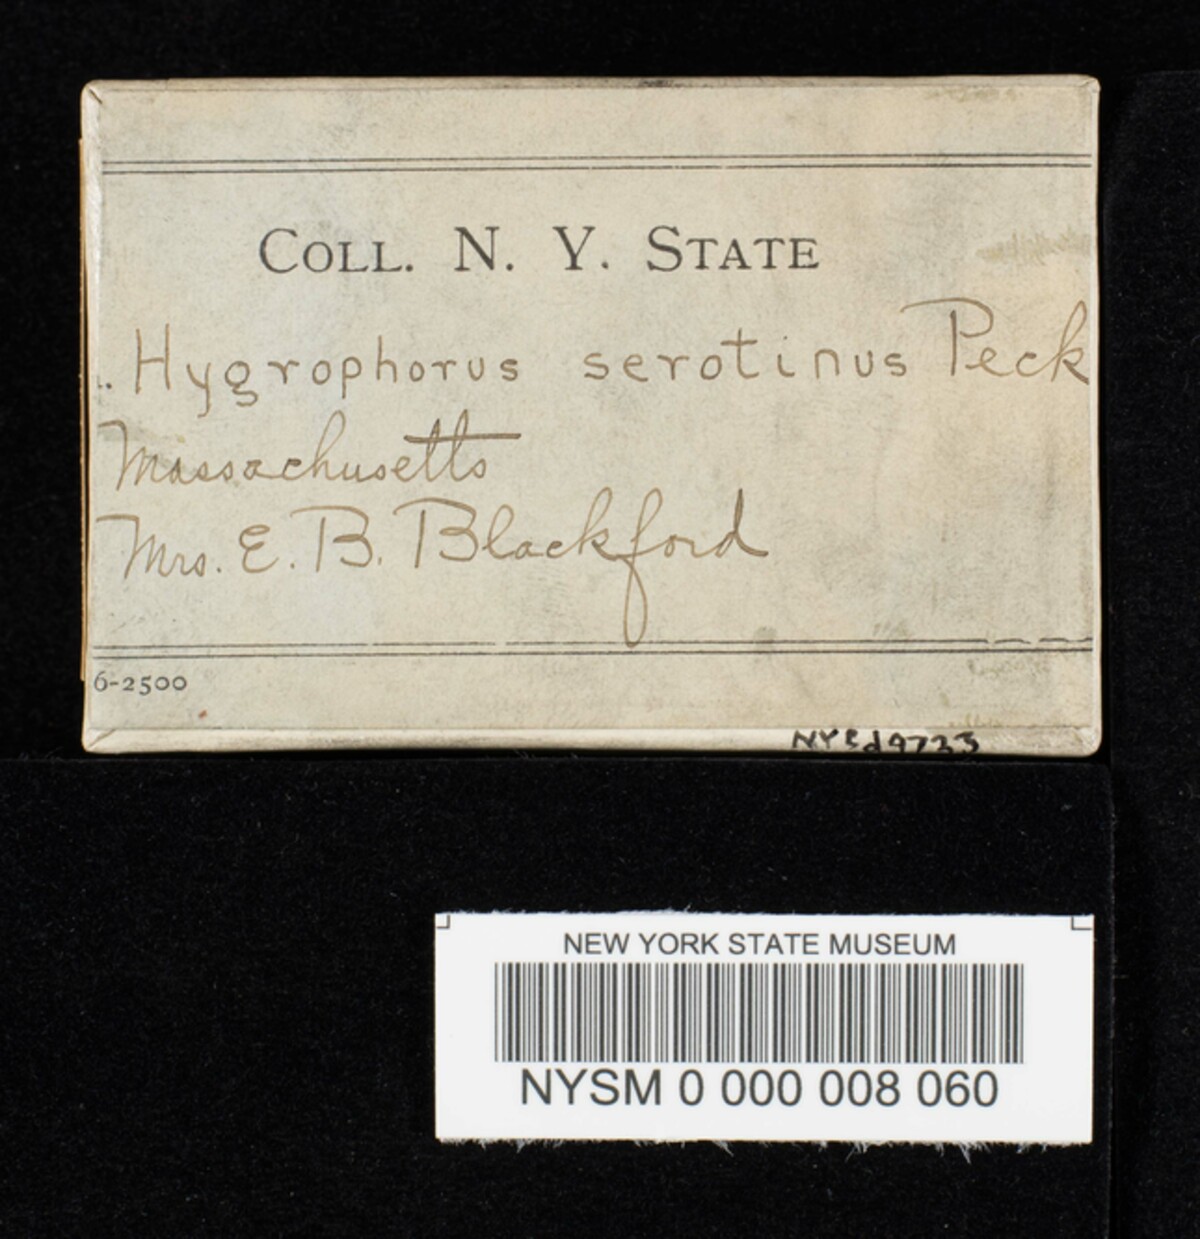 COLL. N. Y. STATE
Hygrophorus serotinus Peck
Massachusetts
Mrs. E. B. Blackford
6-2500
NEW YORK STATE MUSEUM
NYSM 0 000 008 060